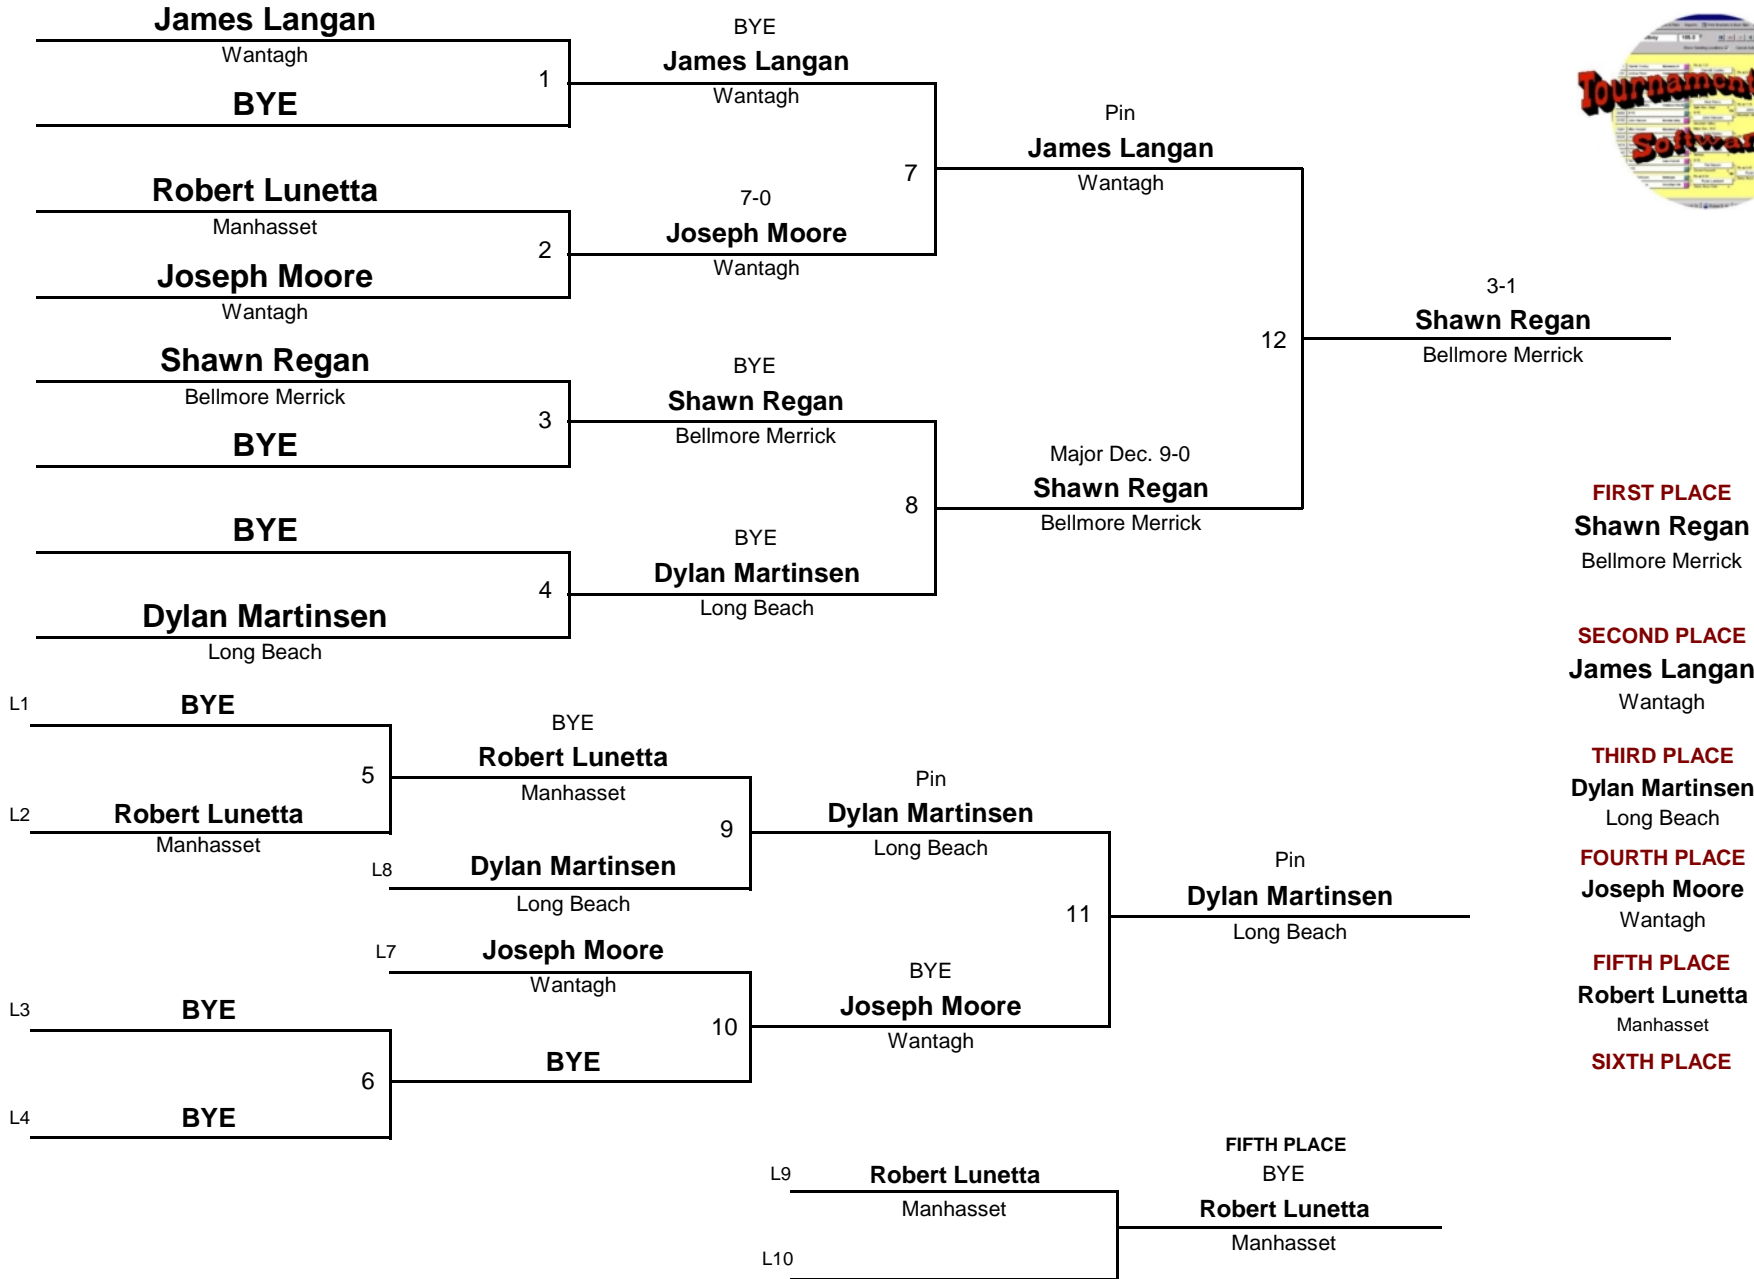 James Langan
Wantagh
1
BYE
BYE
James Langan
Wantagh
Robert Lunetta
Manhasset
2
Joseph Moore
Wantagh
7-0
Joseph Moore
Wantagh
7
Pin
James Langan
Wantagh
Shawn Regan
Bellmore Merrick
3
BYE
BYE
Shawn Regan
Bellmore Merrick
BYE
4
Dylan Martinsen
Long Beach
BYE
Dylan Martinsen
Long Beach
8
Major Dec. 9-0
Shawn Regan
Bellmore Merrick
12
3-1
Shawn Regan
Bellmore Merrick
L1 BYE
5
L2 Robert Lunetta
Manhasset
BYE
Robert Lunetta
Manhasset
9
L8 Dylan Martinsen
Long Beach
Pin
Dylan Martinsen
Long Beach
L7 Joseph Moore
Wantagh
10
L3 BYE
6
L4 BYE
BYE
BYE
Joseph Moore
Wantagh
11
Pin
Dylan Martinsen
Long Beach
L9 Robert Lunetta
Manhasset
L10
FIFTH PLACE
BYE
Robert Lunetta
Manhasset
Tournament
Softwar
FIRST PLACE
Shawn Regan
Bellmore Merrick
SECOND PLACE
James Langan
Wantagh
THIRD PLACE
Dylan Martinsen
Long Beach
FOURTH PLACE
Joseph Moore
Wantagh
FIFTH PLACE
Robert Lunetta
Manhasset
SIXTH PLACE